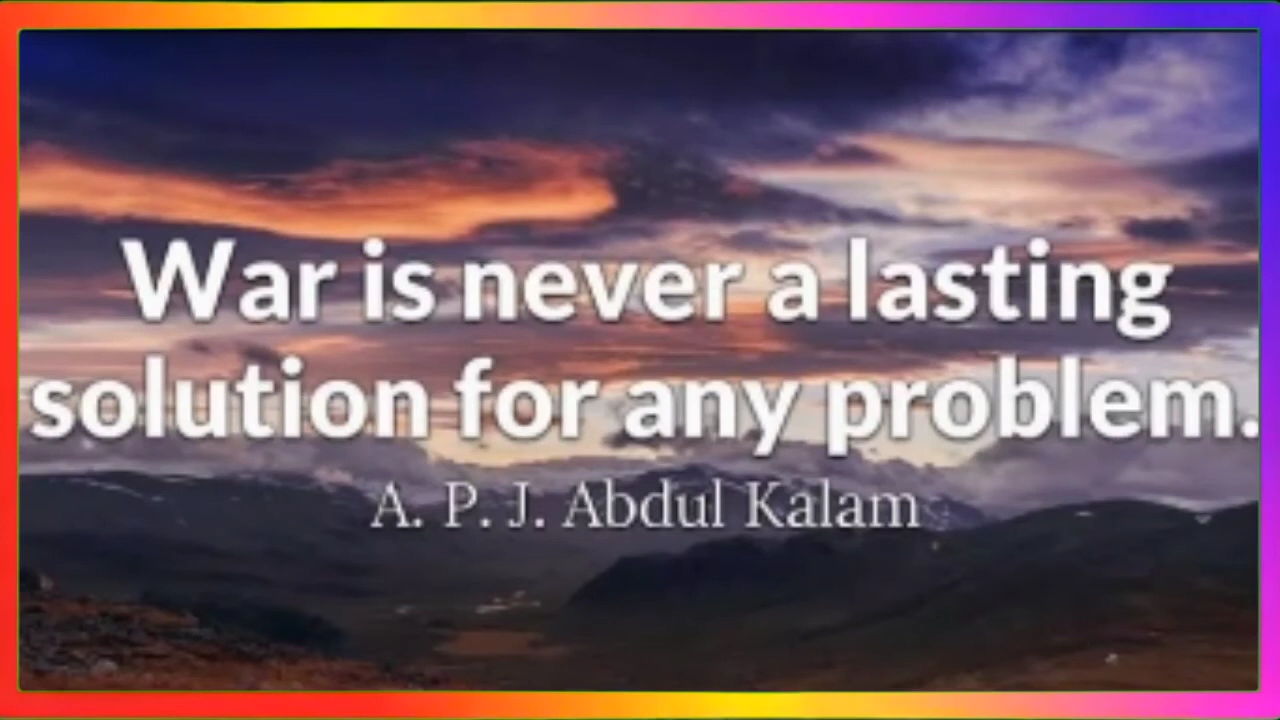 War is never a lasting
solution for any problem.
A. P. J. Abdul Kalam